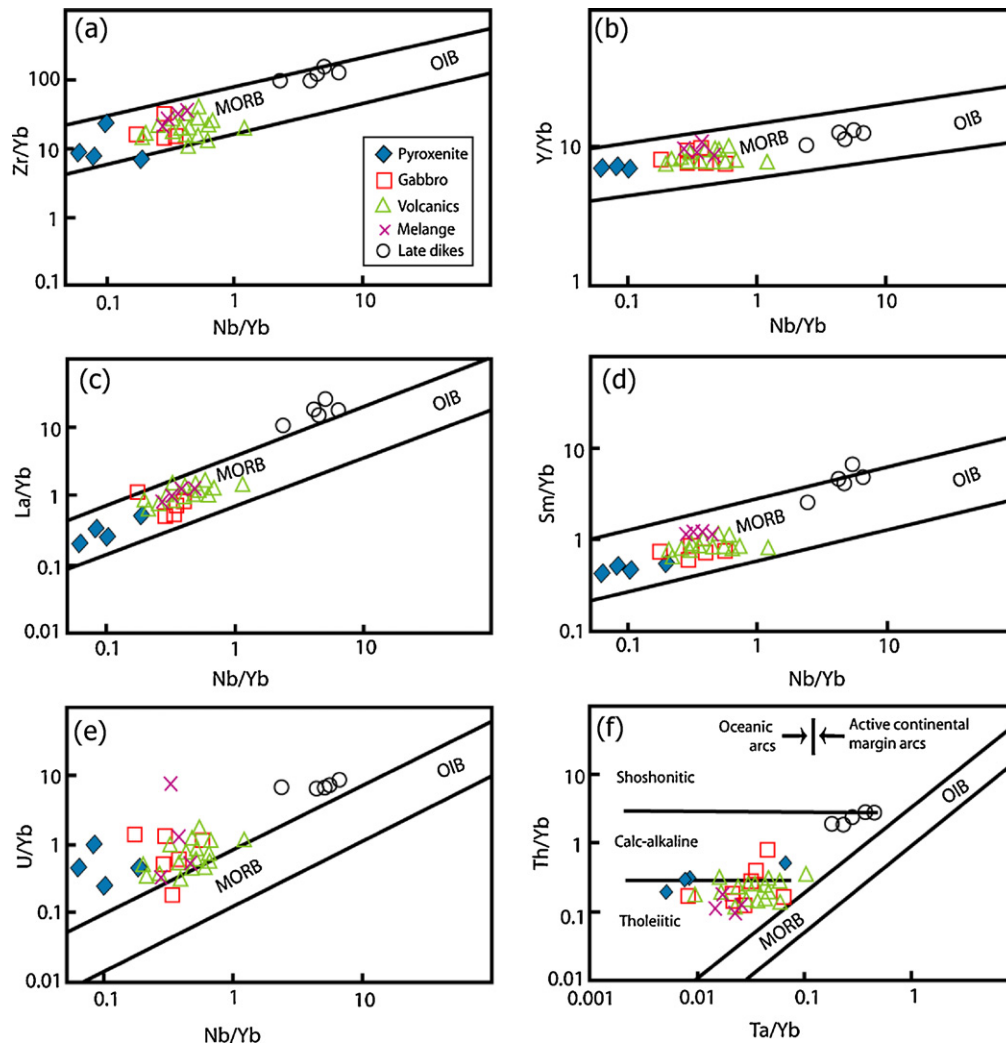 (a)
100
10
1
0.1
Zr/Yb
MORB
OIB
Pyroxenite
Gabbro
Volcanics
Melange
Late dikes
0.1
1
10
Nb/Yb
(b)
10
1
Y/Yb
MORB
OIB
0.1
1
10
Nb/Yb
(c)
10
1
0.1
0.01
La/Yb
MORB
OIB
0.1
1
10
Nb/Yb
(d)
10
1
0.1
Sm/Yb
MORB
OIB
0.1
1
10
Nb/Yb
(e)
10
1
0.1
0.01
U/Yb
MORB
OIB
0.1
1
10
Nb/Yb
(f)
Oceanic
arcs
Active continental
margin arcs
Shoshonitic
Calc-alkaline
Tholeiitic
10
1
0.1
0.01
Th/Yb
MORB
OIB
0.001
0.01
0.1
1
Ta/Yb